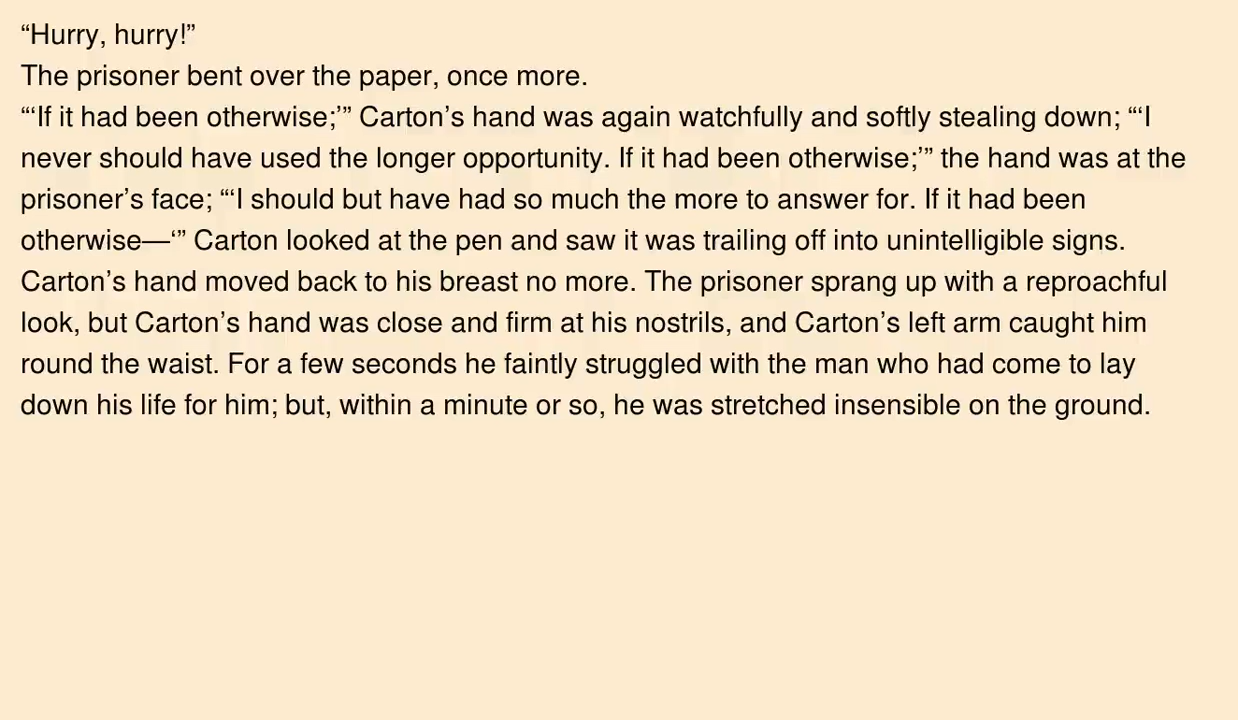 “Hurry, hurry!”
The prisoner bent over the paper, once more.
“‘If it had been otherwise;’” Carton’s hand was again watchfully and softly stealing down; “‘I
never should have used the longer opportunity. If it had been otherwise;’” the hand was at the
prisoner’s face; “‘I should but have had so much the more to answer for. If it had been
otherwise—‘” Carton looked at the pen and saw it was trailing off into unintelligible signs.
Carton’s hand moved back to his breast no more. The prisoner sprang up with a reproachful
look, but Carton’s hand was close and firm at his nostrils, and Carton’s left arm caught him
round the waist. For a few seconds he faintly struggled with the man who had come to lay
down his life for him; but, within a minute or so, he was stretched insensible on the ground.